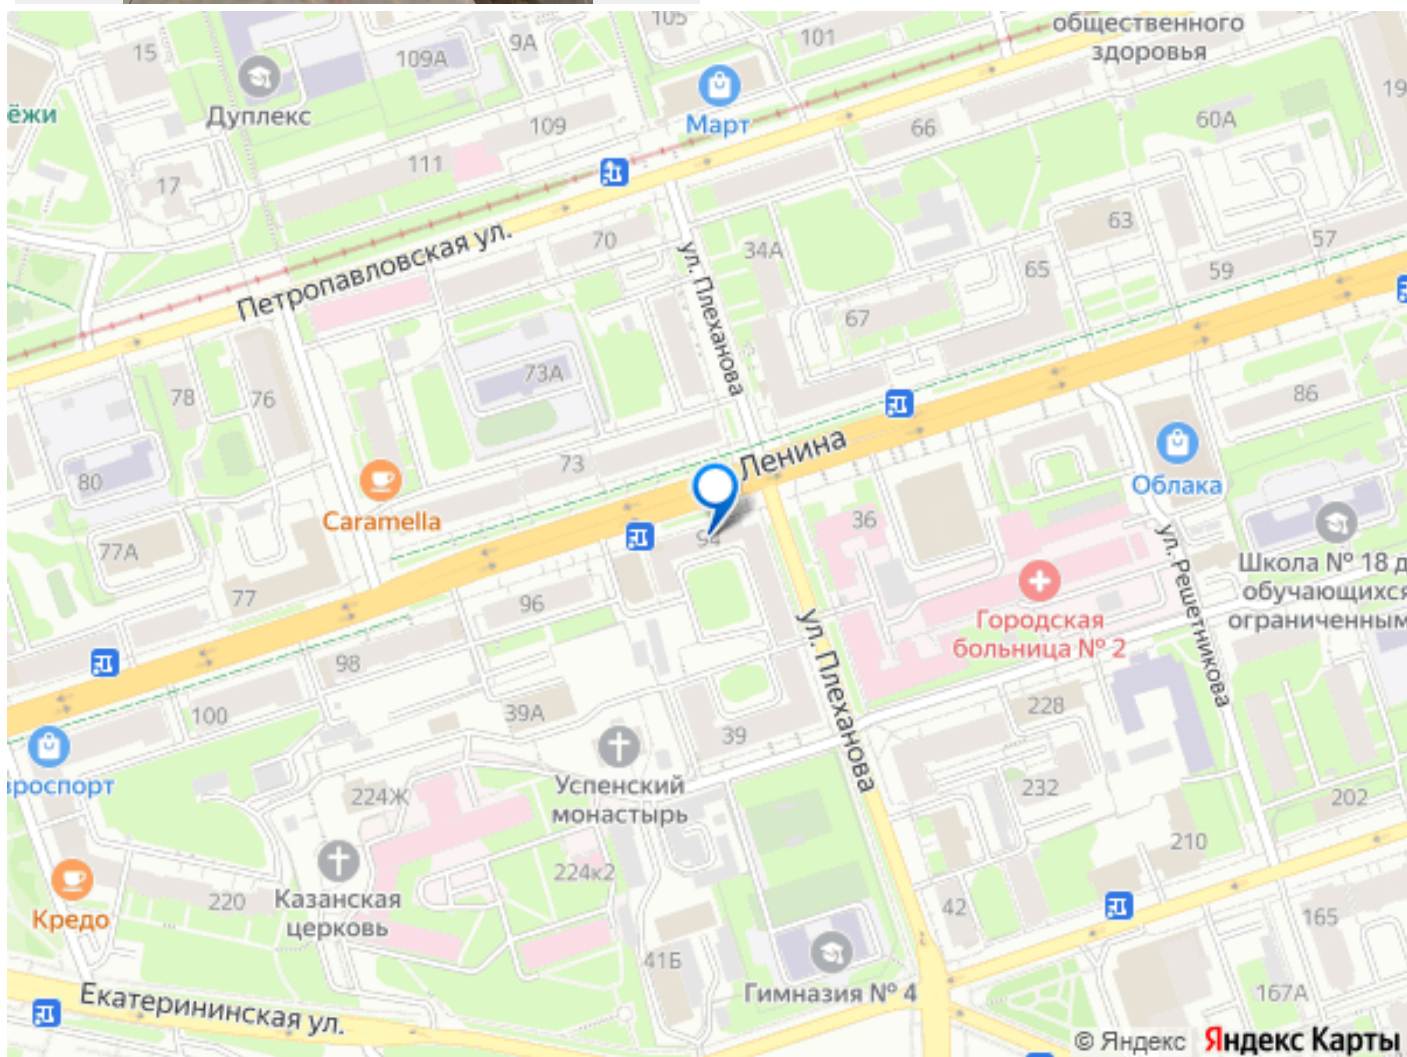 105
общественного
здоровья
101
9А
15
109А
Дуплекс
ёжи
Март
109
66
60А
19
111
17
Петропавловская ул.
70
ул. Плеханова
34А
63
57
65
59
67
73А
78
76
86
80
73
Ленина
Облака
Caramella
94
36
77А
ул. Решетникова
Школа № 18 д
обучающихся
ограниченным
77
96
Городская
больница № 2
ул. Плеханова
98
39А
100
39
228
Успенский
монастырь
вроспорт
224Ж
232
202
210
224к2
Казанская
церковь
220
Кредо
42
165
41Б
Гимназия № 4
167А
Екатерининская ул.
© Яндекс Яндекс Карты